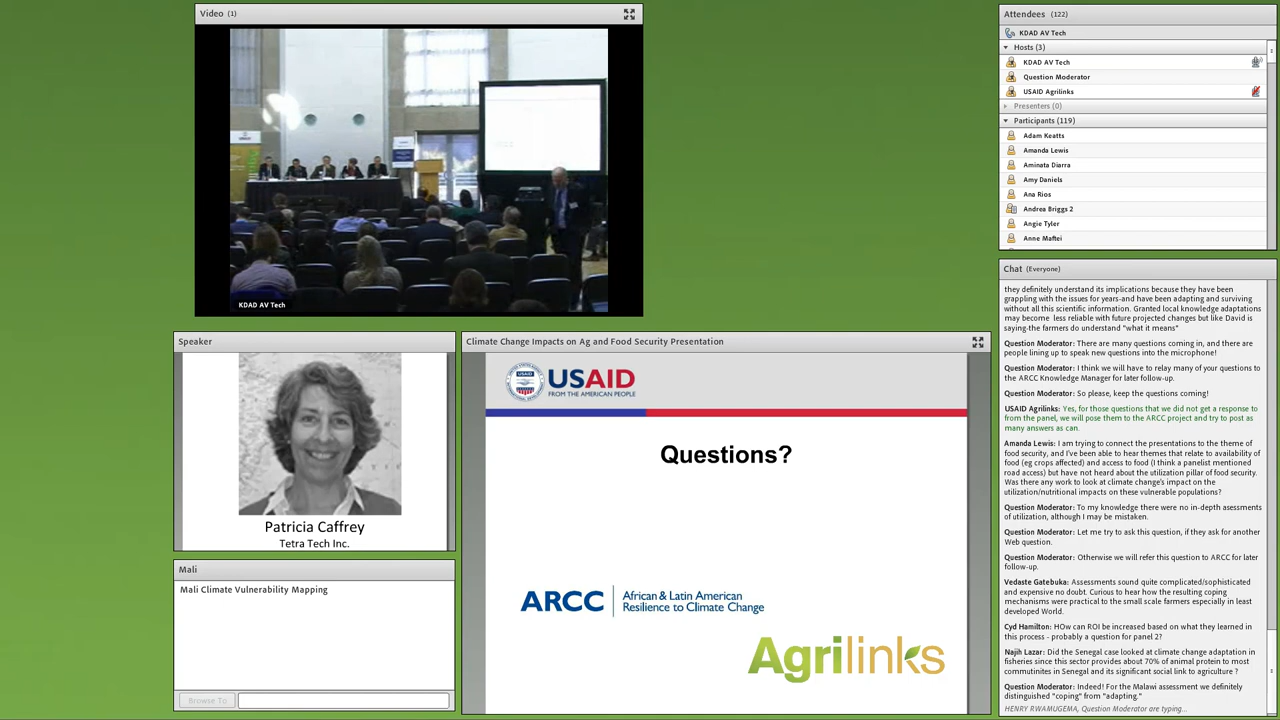 Video (1)
KDAD AV Tech
Speaker
Patricia Caffrey
Tetra Tech Inc.
Mali
Mali Climate Vulnerability Mapping
Browse To
Climate Change Impacts on Ag and Food Security Presentation
USAID
FROM THE AMERICAN PEOPLE
Questions?
ARCC
African & Latin American
Resilience to Climate Change
Agrilinks
Attendees (122)
KDAD AV Tech
Hosts (3)
KDAD AV Tech
Question Moderator
USAID Agrilinks
Presenters (0)
Participants (119)
Adam Keatts
Amanda Lewis
Aminata Diarra
Amy Daniels
Ana Rios
Andrea Briggs 2
Angie Tyler
Anne Maftei
Chat (Everyone)
they definitely understand its implications because they have been
grappling with the issues for years-and have been adapting and surviving
without all this scientific information. Granted local knowledge adaptations
may become less reliable with future projected changes but like David is
saying-the farmers do understand "what it means"
Question Moderator: There are many questions coming in, and there are
people lining up to speak new questions into the microphone!
Question Moderator: I think we will have to relay many of your questions to
the ARCC Knowledge Manager for later follow-up.
Question Moderator: So please, keep the questions coming!
USAID Agrilinks: Yes, for those questions that we did not get a response to
from the panel, we will pose them to the ARCC project and try to post as
many answers as can.
Amanda Lewis: I am trying to connect the presentations to the theme of
food security, and I've been able to hear themes that relate to availability of
food (eg crops affected) and access to food (I think a panelist mentioned
road access) but have not heard about the utilization pillar of food security.
Was there any work to look at climate change's impact on the
utilization/nutritional impacts on these vulnerable populations?
Question Moderator: To my knowledge there were no in-depth assesments
of utilization, although I may be mistaken.
Question Moderator: Let me try to ask this question, if they ask for another
Web question.
Question Moderator: Otherwise we will refer this question to ARCC for later
follow-up.
Vedaste Gatebuka: Assessments sound quite complicated/sophisticated
and expensive no doubt. Curious to hear how the resulting coping
mechanisms were practical to the small scale farmers especially in least
developed World.
Cyd Hamilton: HOw can ROI be increased based on what they learned in
this process - probably a question for panel 2?
Najih Lazar: Did the Senegal case looked at climate change adaptation in
fisheries since this sector provides about 70% of animal protein to most
communitites in Senegal and its significant social link to agriculture ?
Question Moderator: Indeed! For the Malawi assessment we definitely
distinguished "coping" from "adapting."
HENRY RWAMUGEMA, Question Moderator are typing...